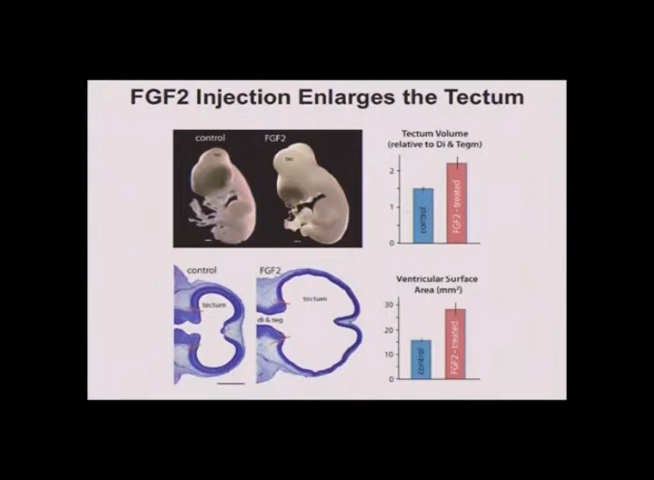 FGF2 Injection Enlarges the Tectum
control
FGF2
Tectum Volume
(relative to Di & Tegm)
2
1
0
control
FGF2 - treated
control
FGF2
tectum
tectum
di & teg
Ventricular Surface
Area (mm²)
30
20
10
0
control
FGF2 - treated